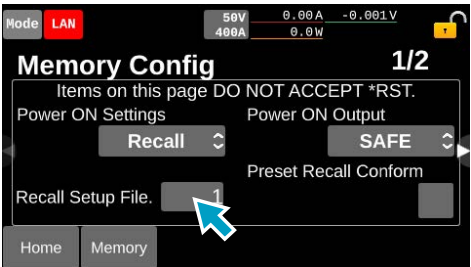 Mode LAN 50V 0.00A -0.001V
400A 0.0W
Memory Config 1/2
Items on this page DO NOT ACCEPT *RST.
Power ON Settings Power ON Output
Recall SAFE
Preset Recall Conform
Recall Setup File. 1
Home Memory